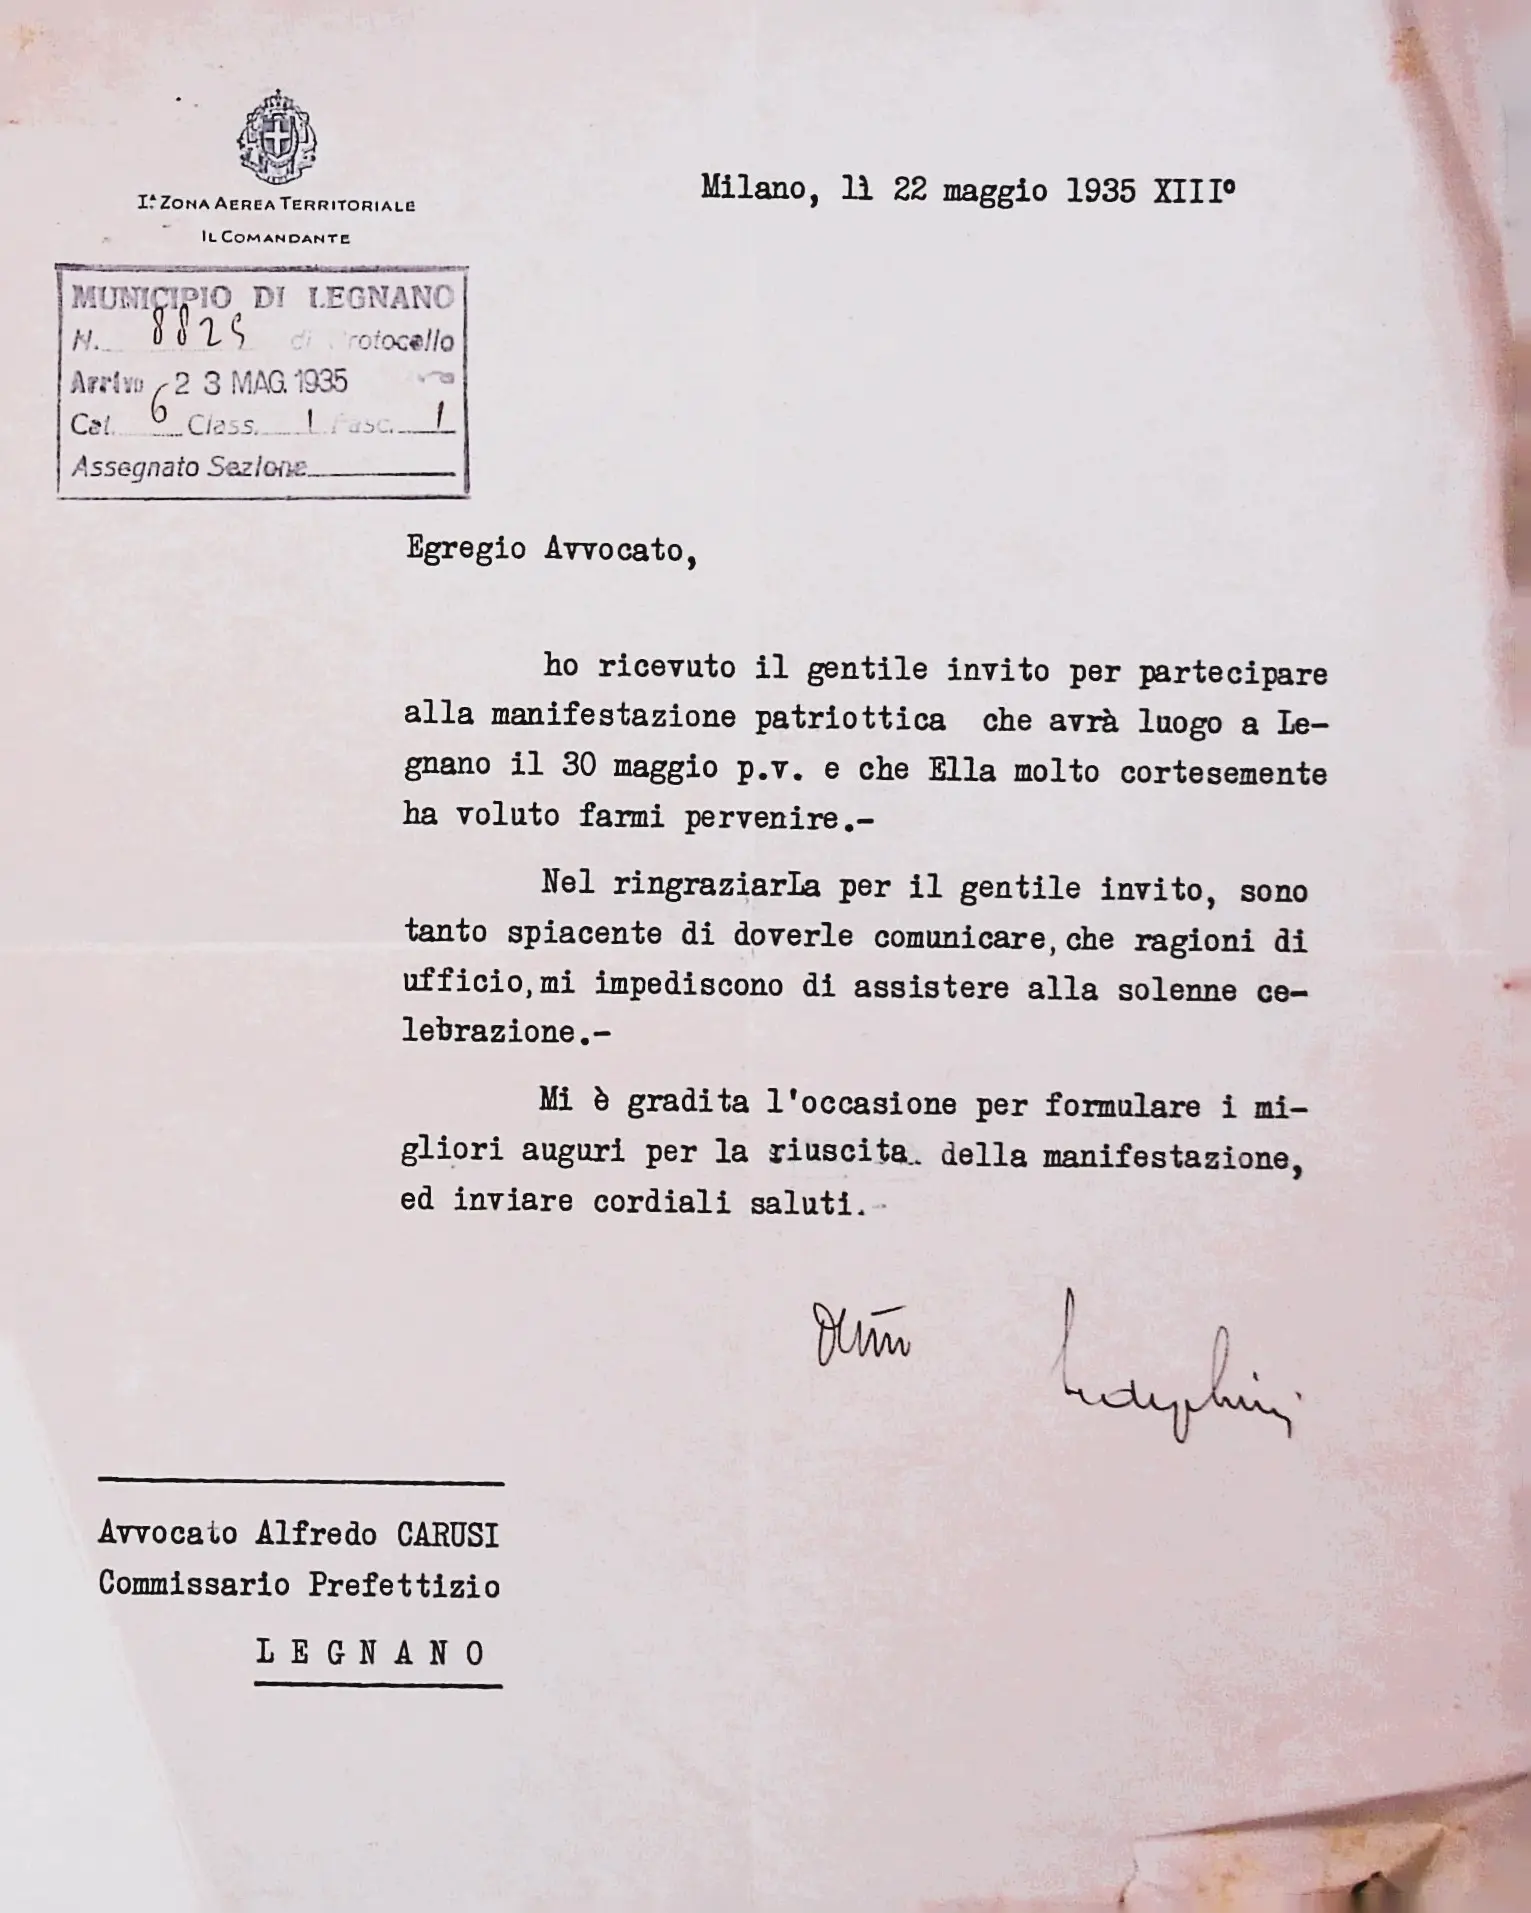 Iª ZONA AEREA TERRITORIALE
IL COMANDANTE
Milano, lì 22 maggio 1935 XIIIº
MUNICIPIO DI LEGNANO
N. 8825 di Protocollo
Arrivo 23 MAG. 1935
Cat. 6 Class. 1 Fasc. 1
Assegnato Sezione
Egregio Avvocato,
ho ricevuto il gentile invito per partecipare
alla manifestazione patriottica che avrà luogo a Le-
gnano il 30 maggio p.v. e che Ella molto cortesemente
ha voluto farmi pervenire.-
Nel ringraziarLa per il gentile invito, sono
tanto spiacente di doverle comunicare, che ragioni di
ufficio, mi impediscono di assistere alla solenne ce-
lebrazione.-
Mi è gradita l'occasione per formulare i mi-
gliori auguri per la riuscita. della manifestazione,
ed inviare cordiali saluti.-
Avvocato Alfredo CARUSI
Commissario Prefettizio
LEGNANO